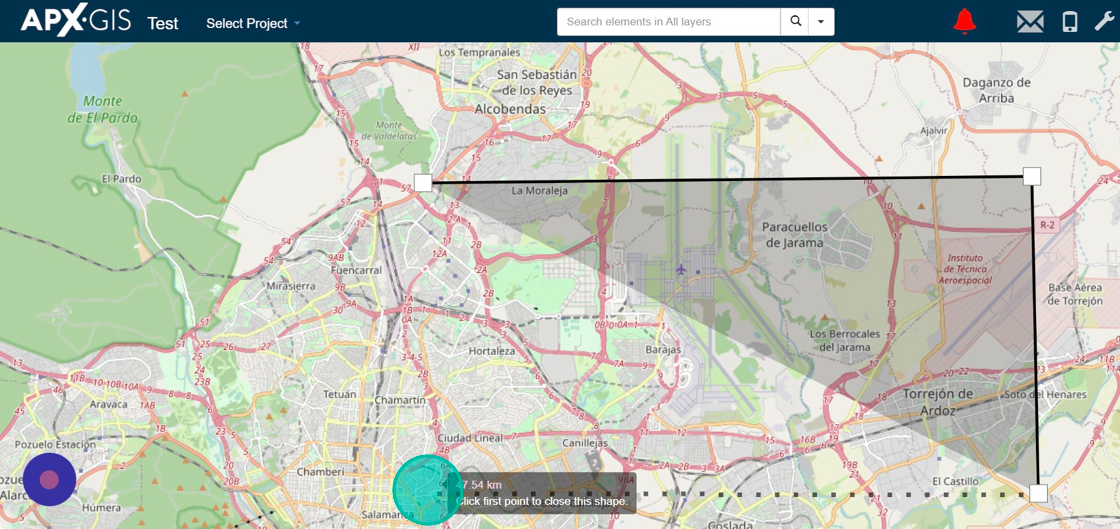 APX·GIS
Test
Select Project
Search elements in All layers
Los Tempranales
San Sebastián
de los Reyes
Alcobendas
Daganzo de
Arriba
Ajalvir
Monte
de El Pardo
Monte
de Valdelatas
El Pardo
La Moraleja
Paracuellos
de Jarama
R-2
Instituto
de Técnica
Aeroespacial
Base Aérea
de Torrejón
Fuencarral
Mirasierra
Hortaleza
Barajas
Los Berrocales
del Jarama
Tetuán
Chamartín
Aravaca
Torrejón de
Ardoz
Soto del Henares
Pozuelo Estación
Ciudad Lineal
Canillejas
Chamberí
7.54 km
Click first point to close this shape.
El Castillo
Húmera
Salamanca
Coslada